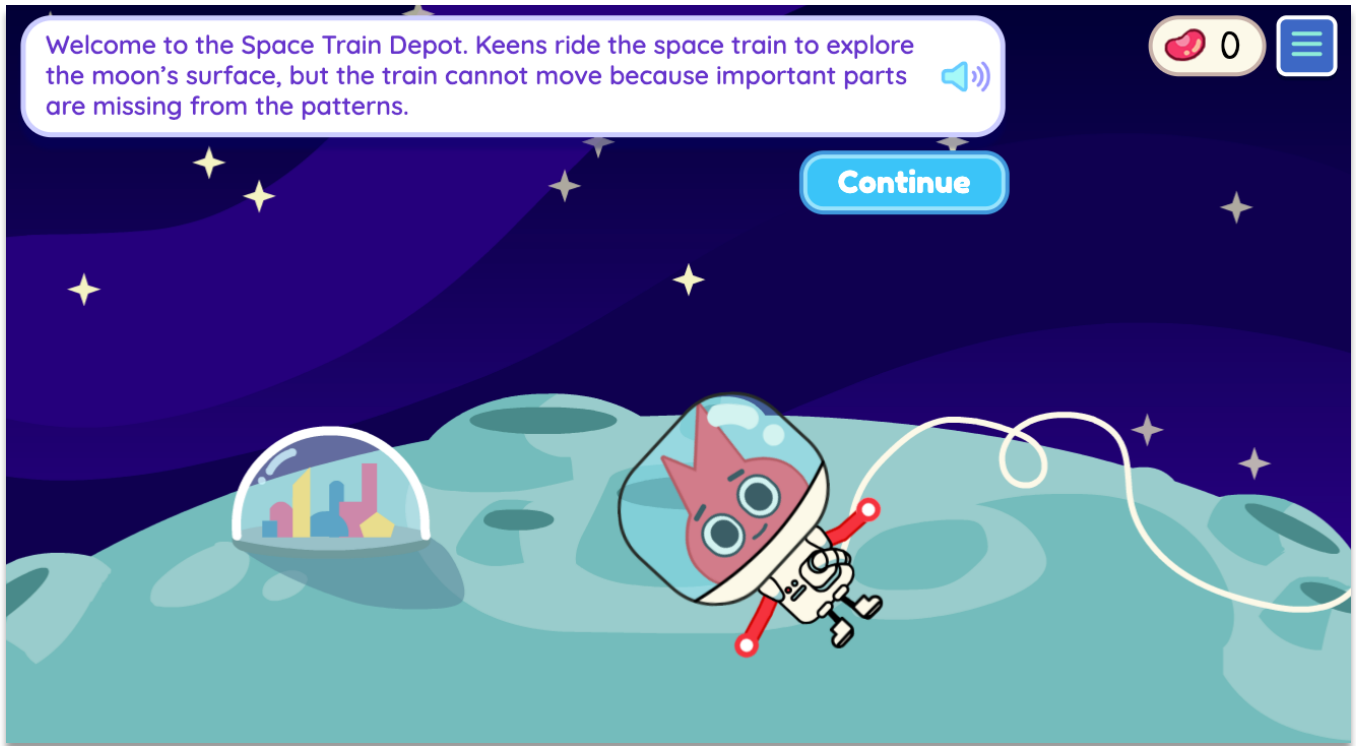 Welcome to the Space Train Depot. Keens ride the space train to explore
the moon’s surface, but the train cannot move because important parts
are missing from the patterns.
0
Continue